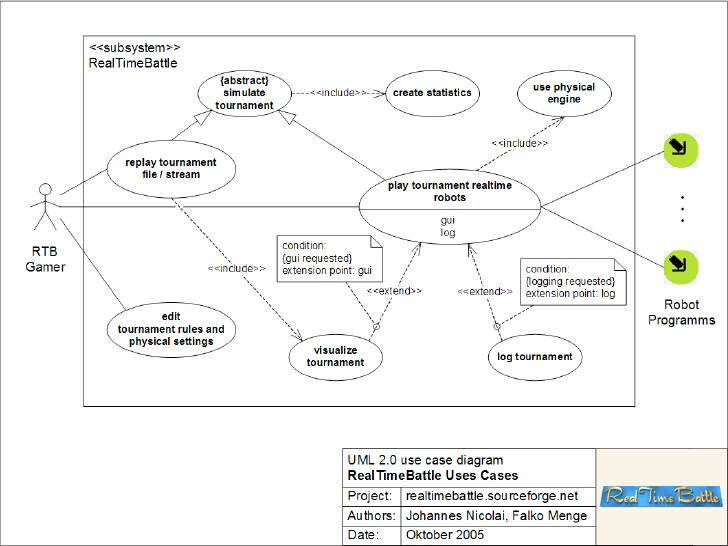 <<subsystem>>
RealTimeBattle
{abstract}
simulate
tournament
<<include>>
create statistics
use physical
engine
<<include>>
replay tournament
file / stream
play tournament realtime
robots
gui
log
RTB
Gamer
<<include>>
condition:
{gui requested}
extension point: gui
<<extend>>
<<extend>>
condition:
{logging requested}
extension point: log
Robot
Programms
edit
tournament rules and
physical settings
visualize
tournament
log tournament
UML 2.0 use case diagram
RealTimeBattle Uses Cases
Project: realtimebattle.sourceforge.net
Authors: Johannes Nicolai, Falko Menge
Date: Oktober 2005
Real Time Battle